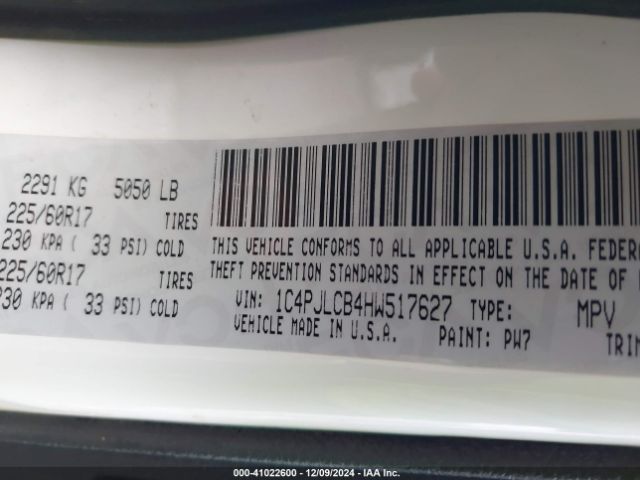 2291 KG 5050 LB
225/60R17 TIRES
230 KPA ( 33 PSI) COLD
225/60R17 TIRES
230 KPA ( 33 PSI) COLD
THIS VEHICLE CONFORMS TO ALL APPLICABLE U.S.A. FEDER
THEFT PREVENTION STANDARDS IN EFFECT ON THE DATE OF
VIN: 1C4PJLCB4HW517627 TYPE: MPV
VEHICLE MADE IN U.S.A. PAINT: PW7 TRIM
000-41022600 - 12/09/2024 - IAA Inc.